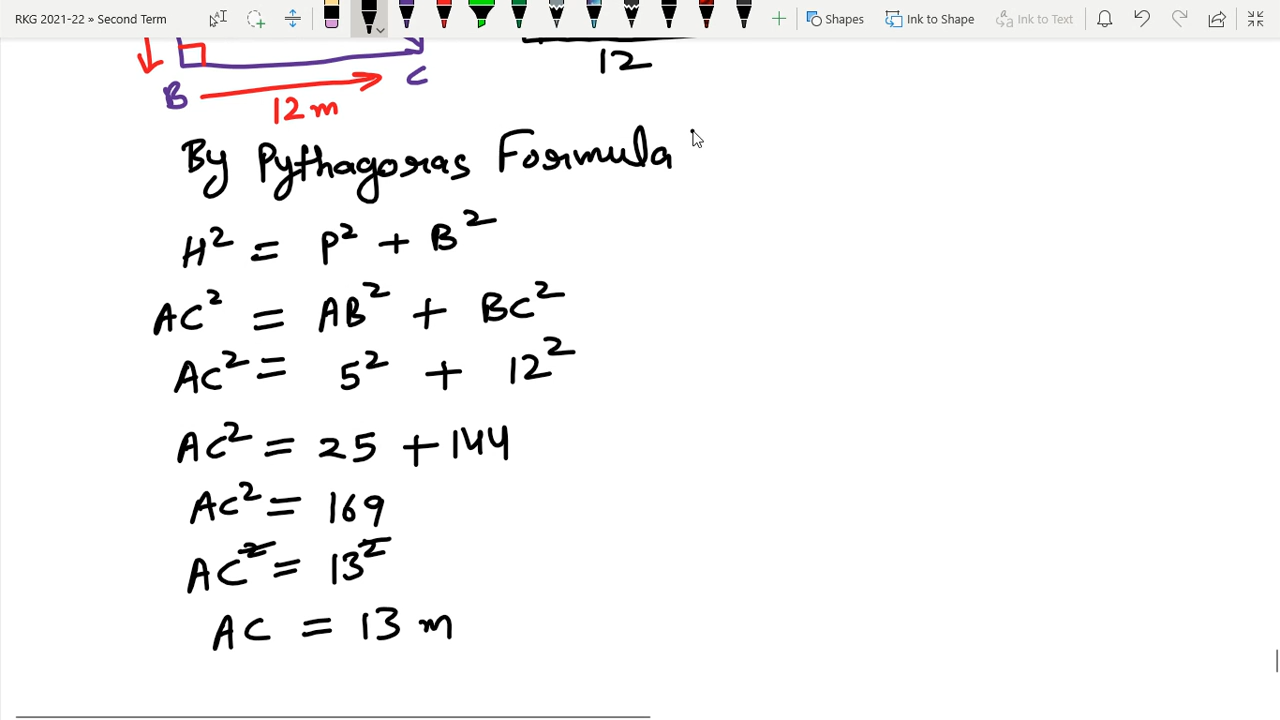 RKG 2021-22 » Second Term
Shapes
Ink to Shape
Ink to Text
B
C
12 m
12
By Pythagoras Formula
H² = P² + B²
AC² = AB² + BC²
AC² = 5² + 12²
AC² = 25 + 144
AC² = 169
AC² = 13²
AC = 13 m